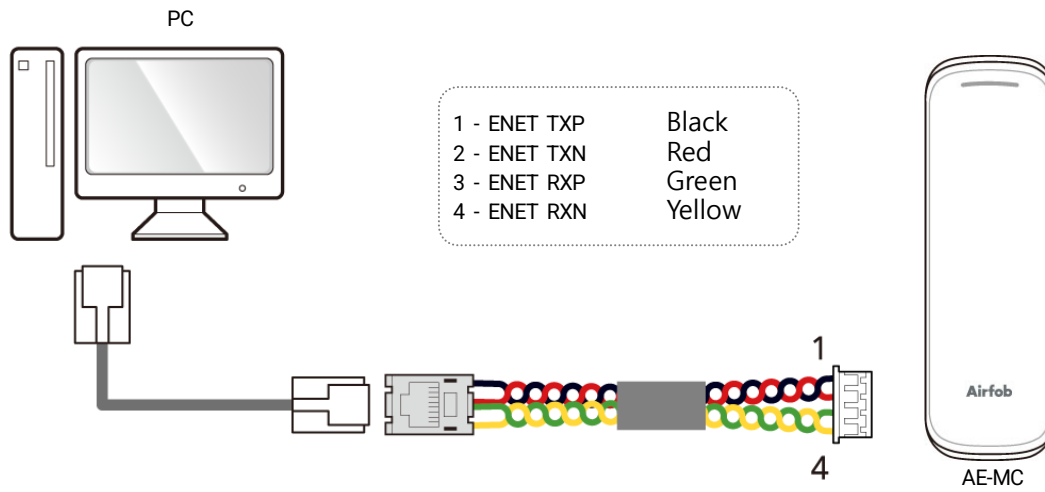 PC
1 - ENET TXP Black
2 - ENET TXN Red
3 - ENET RXP Green
4 - ENET RXN Yellow
1
4
Airfob
AE-MC